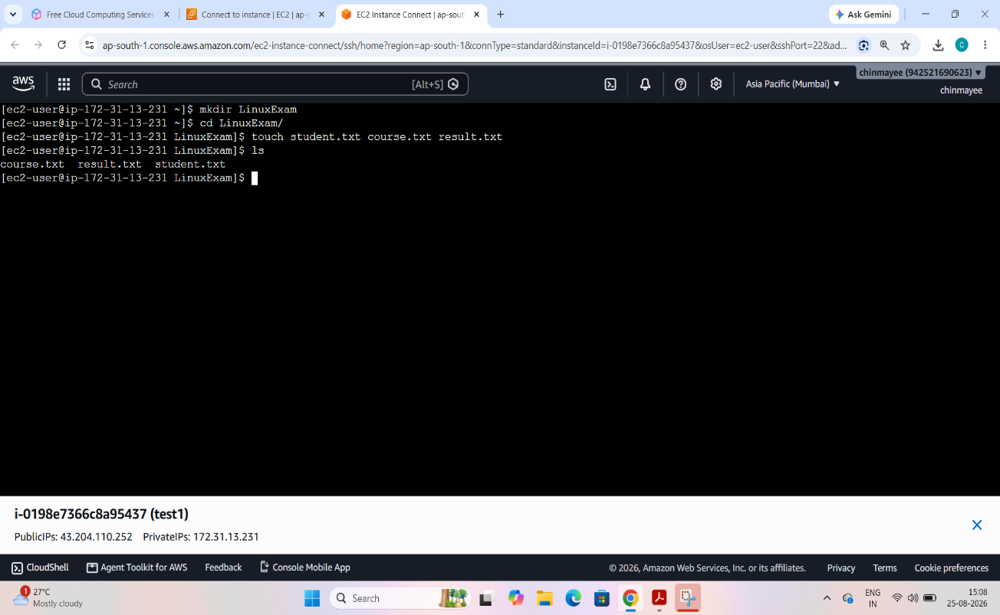 Free Cloud Computing Services
Connect to instance | EC2 | ap-s
EC2 Instance Connect | ap-sout
Ask Gemini
ap-south-1.console.aws.amazon.com/ec2-instance-connect/ssh/home?region=ap-south-1&connType=standard&instanceId=i-0198e7366c8a95437&osUser=ec2-user&sshPort=22&ad...
C
aws
Search
[Alt+S]
Asia Pacific (Mumbai)
chinmayee (942521690623)
chinmayee
[ec2-user@ip-172-31-13-231 ~]$ mkdir LinuxExam
[ec2-user@ip-172-31-13-231 ~]$ cd LinuxExam/
[ec2-user@ip-172-31-13-231 LinuxExam]$ touch student.txt course.txt result.txt
[ec2-user@ip-172-31-13-231 LinuxExam]$ ls
course.txt  result.txt  student.txt
[ec2-user@ip-172-31-13-231 LinuxExam]$
i-0198e7366c8a95437 (test1)
PublicIPs: 43.204.110.252    PrivateIPs: 172.31.13.231
CloudShell
Agent Toolkit for AWS
Feedback
Console Mobile App
© 2026, Amazon Web Services, Inc. or its affiliates.
Privacy
Terms
Cookie preferences
1
27°C
Mostly cloudy
Search
ENG
IN
15:08
25-08-2026